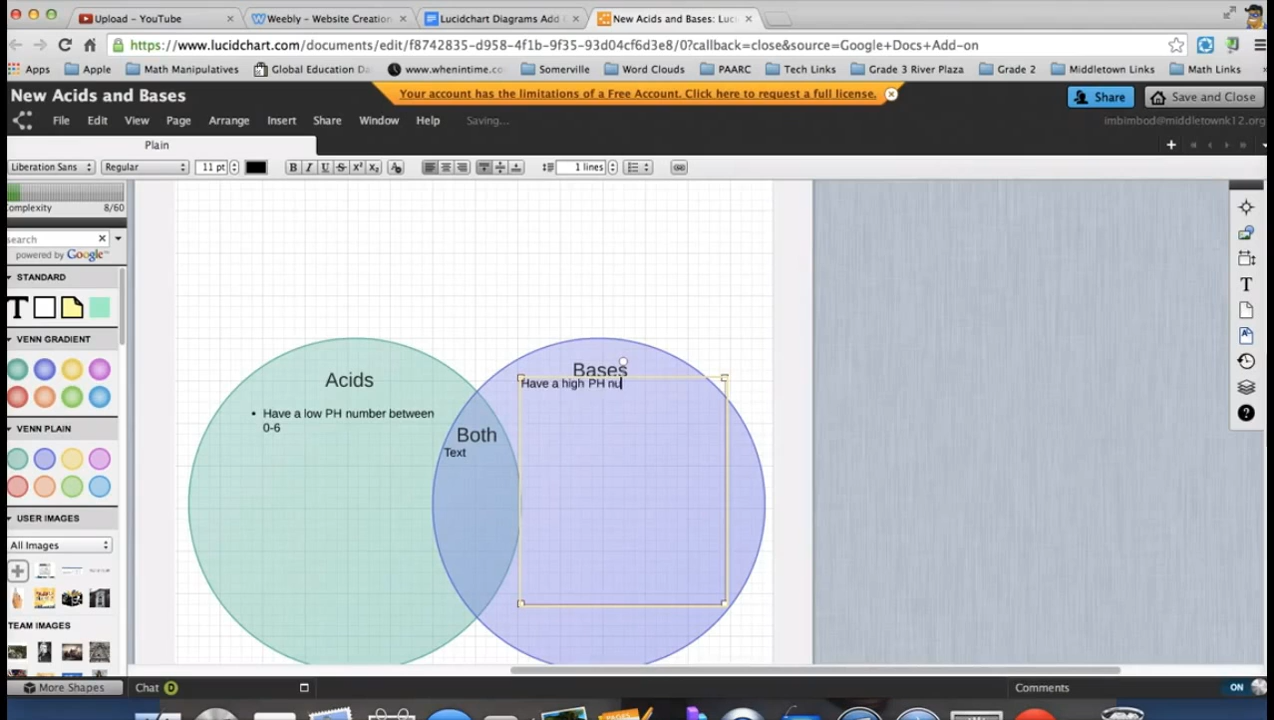 Upload – YouTube
Weebly – Website Creation
Lucidchart Diagrams Add
New Acids and Bases: Luci
https://www.lucidchart.com/documents/edit/f8742835-d958-4f1b-9f35-93d04cf6d3e8/0?callback=close&source=Google+Docs+Add-on
Apps
Apple
Math Manipulatives
Global Education Da
www.whenintime.co
Somerville
Word Clouds
PAARC
Tech Links
Grade 3 River Plaza
Grade 2
Middletown Links
Math Links
New Acids and Bases
Your account has the limitations of a Free Account. Click here to request a full license.
Share
Save and Close
File Edit View Page Arrange Insert Share Window Help Saving...
imbimbod@middletownk12.org
Plain
Liberation Sans
Regular
11 pt
B I U S X² X₂
1 lines
Complexity 8/60
search
powered by Google™
STANDARD
T
VENN GRADIENT
VENN PLAIN
USER IMAGES
All Images
TEAM IMAGES
More Shapes
Acids
• Have a low PH number between
0-6
Both
Text
Bases
Have a high PH nu
T
Chat
Comments
ON
PAGES